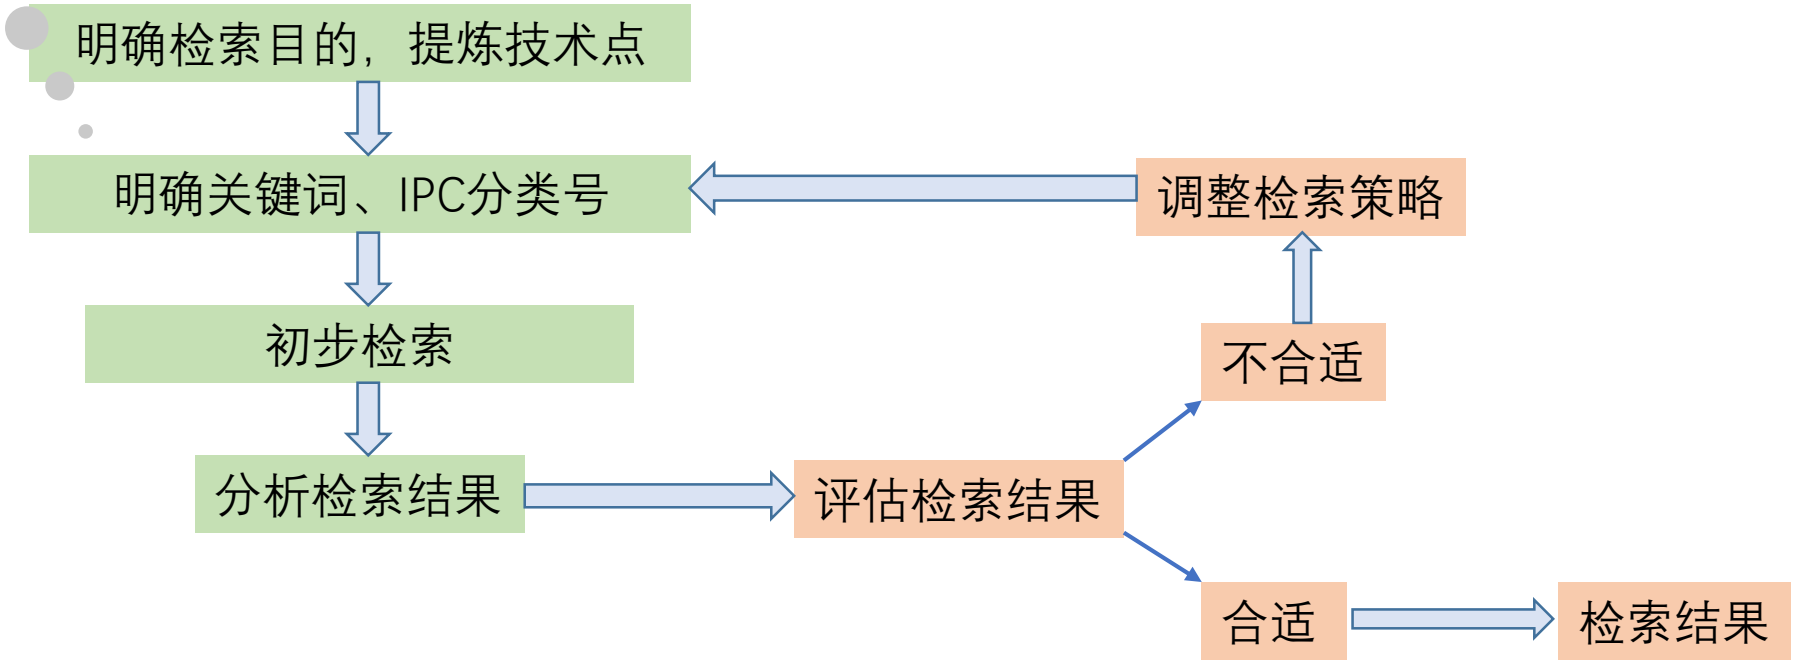 明确检索目的，提炼技术点
明确关键词、IPC分类号
调整检索策略
初步检索
不合适
分析检索结果
评估检索结果
合适
检索结果